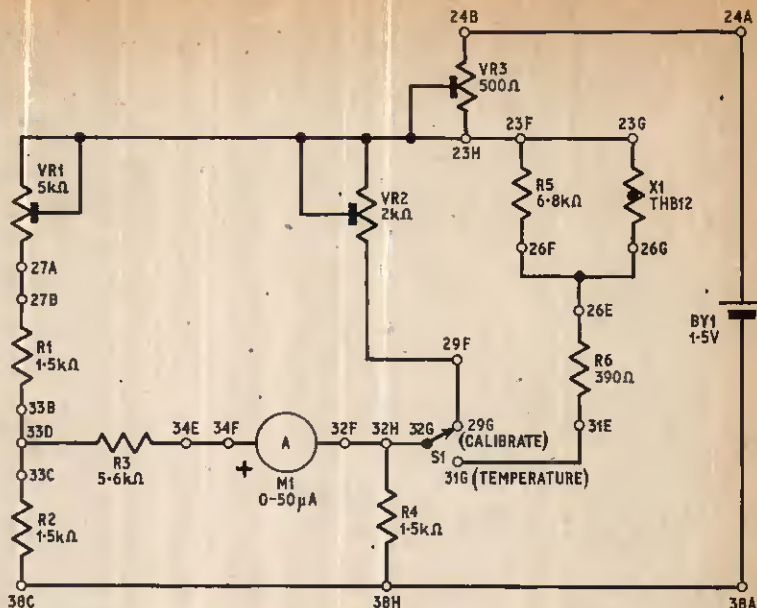 24B
24A
VR3
500Ω
23H
23F
23G
VR1
5kΩ
VR2
2kΩ
R5
6·8kΩ
X1
THB12
26F
26G
27A
27B
26E
BY1
1·5V
R1
1·5kΩ
29F
R6
390Ω
33B
33D
34E
34F
A
32F
32H
32G
29G
(CALIBRATE)
31E
S1
31G (TEMPERATURE)
R3
5·6kΩ
+
M1
0-50μA
33C
R2
1·5kΩ
R4
1·5kΩ
38C
38H
38A